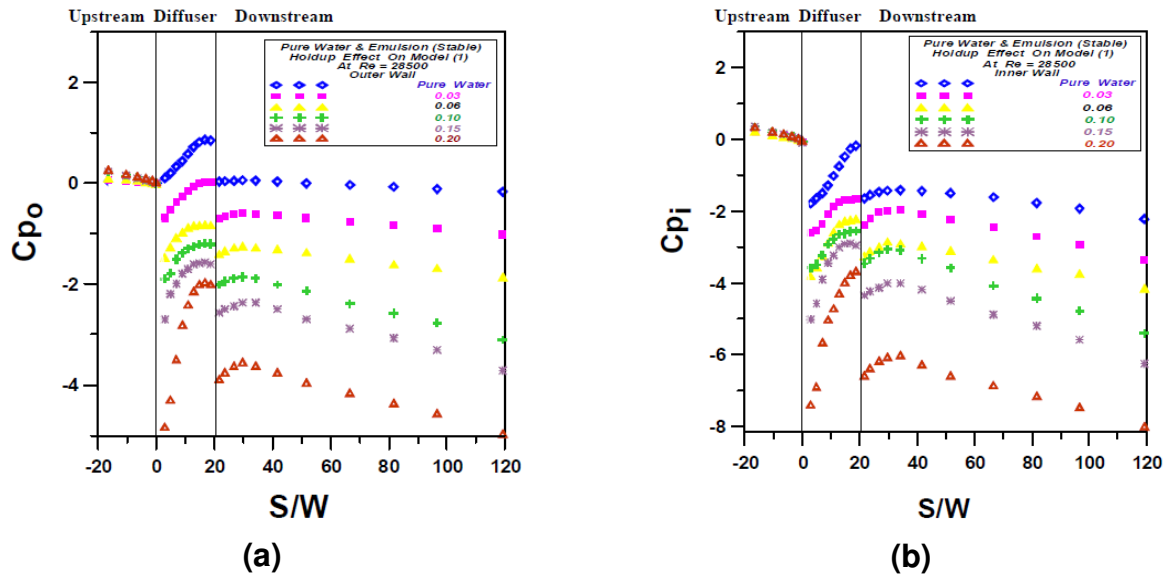 Upstream Diffuser Downstream
Pure Water & Emulsion (Stable)
Holdup Effect On Model (1)
At Re = 28500
Outer Wall
Pure Water
0.03
0.06
0.10
0.15
0.20
2
0
-2
-4
Cpo
-20 0 20 40 60 80 100 120
S/W
(a)
Upstream Diffuser Downstream
Pure Water & Emulsion (Stable)
Holdup Effect On Model (1)
At Re = 28500
Inner Wall
Pure Water
0.03
0.06
0.10
0.15
0.20
2
0
-2
-4
-6
-8
Cpi
-20 0 20 40 60 80 100 120
S/W
(b)